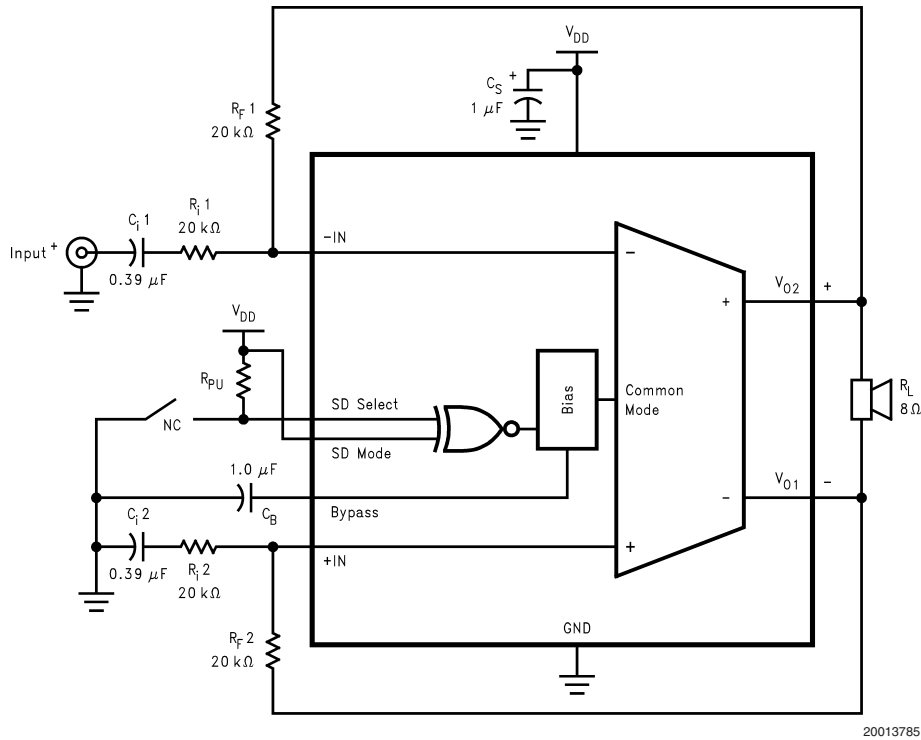 V_DD
C_S +
1 µF
R_F 1
20 kΩ
C_i 1
R_i 1
20 kΩ
Input +
0.39 µF
-IN
-
V_DD
R_PU
NC
SD Select
SD Mode
Bias
Common
Mode
+
V_O2 +
R_L
8 Ω
1.0 µF
C_B
Bypass
-
V_O1 -
C_i 2
0.39 µF
R_i 2
20 kΩ
+IN
+
R_F 2
20 kΩ
GND
20013785